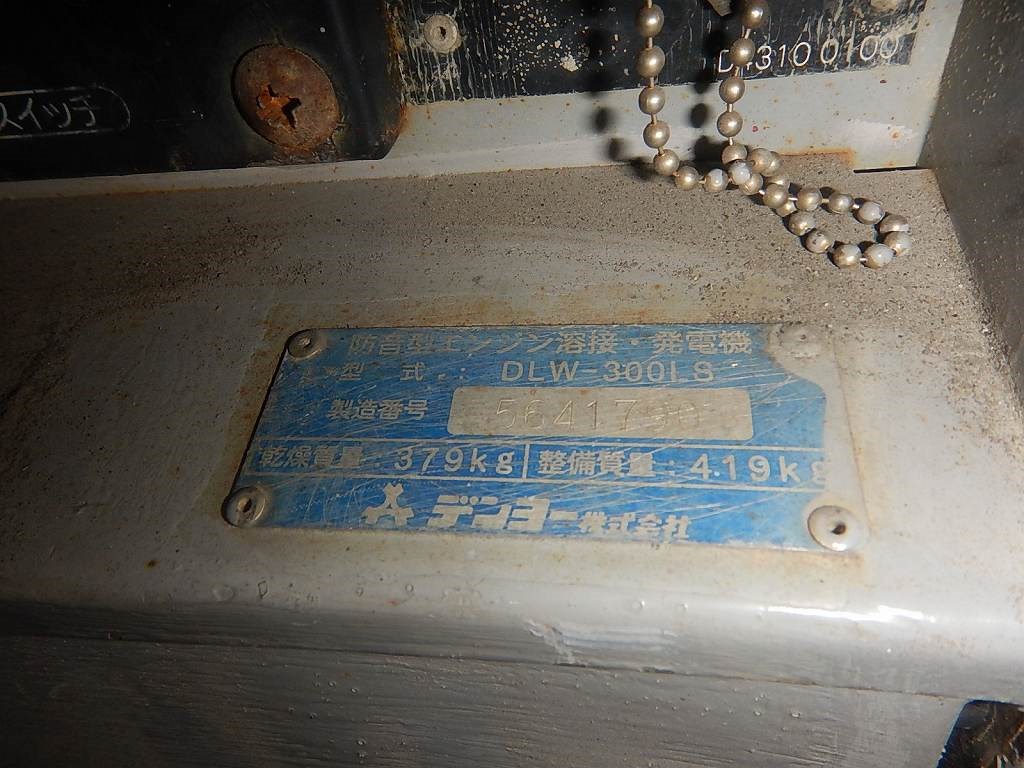 スイッチ
防音型エンジン溶接・発電機
型 式 : DLW-300LS
製造番号
乾燥質量 : 379kg 整備質量 : 419kg
デンヨー株式会社